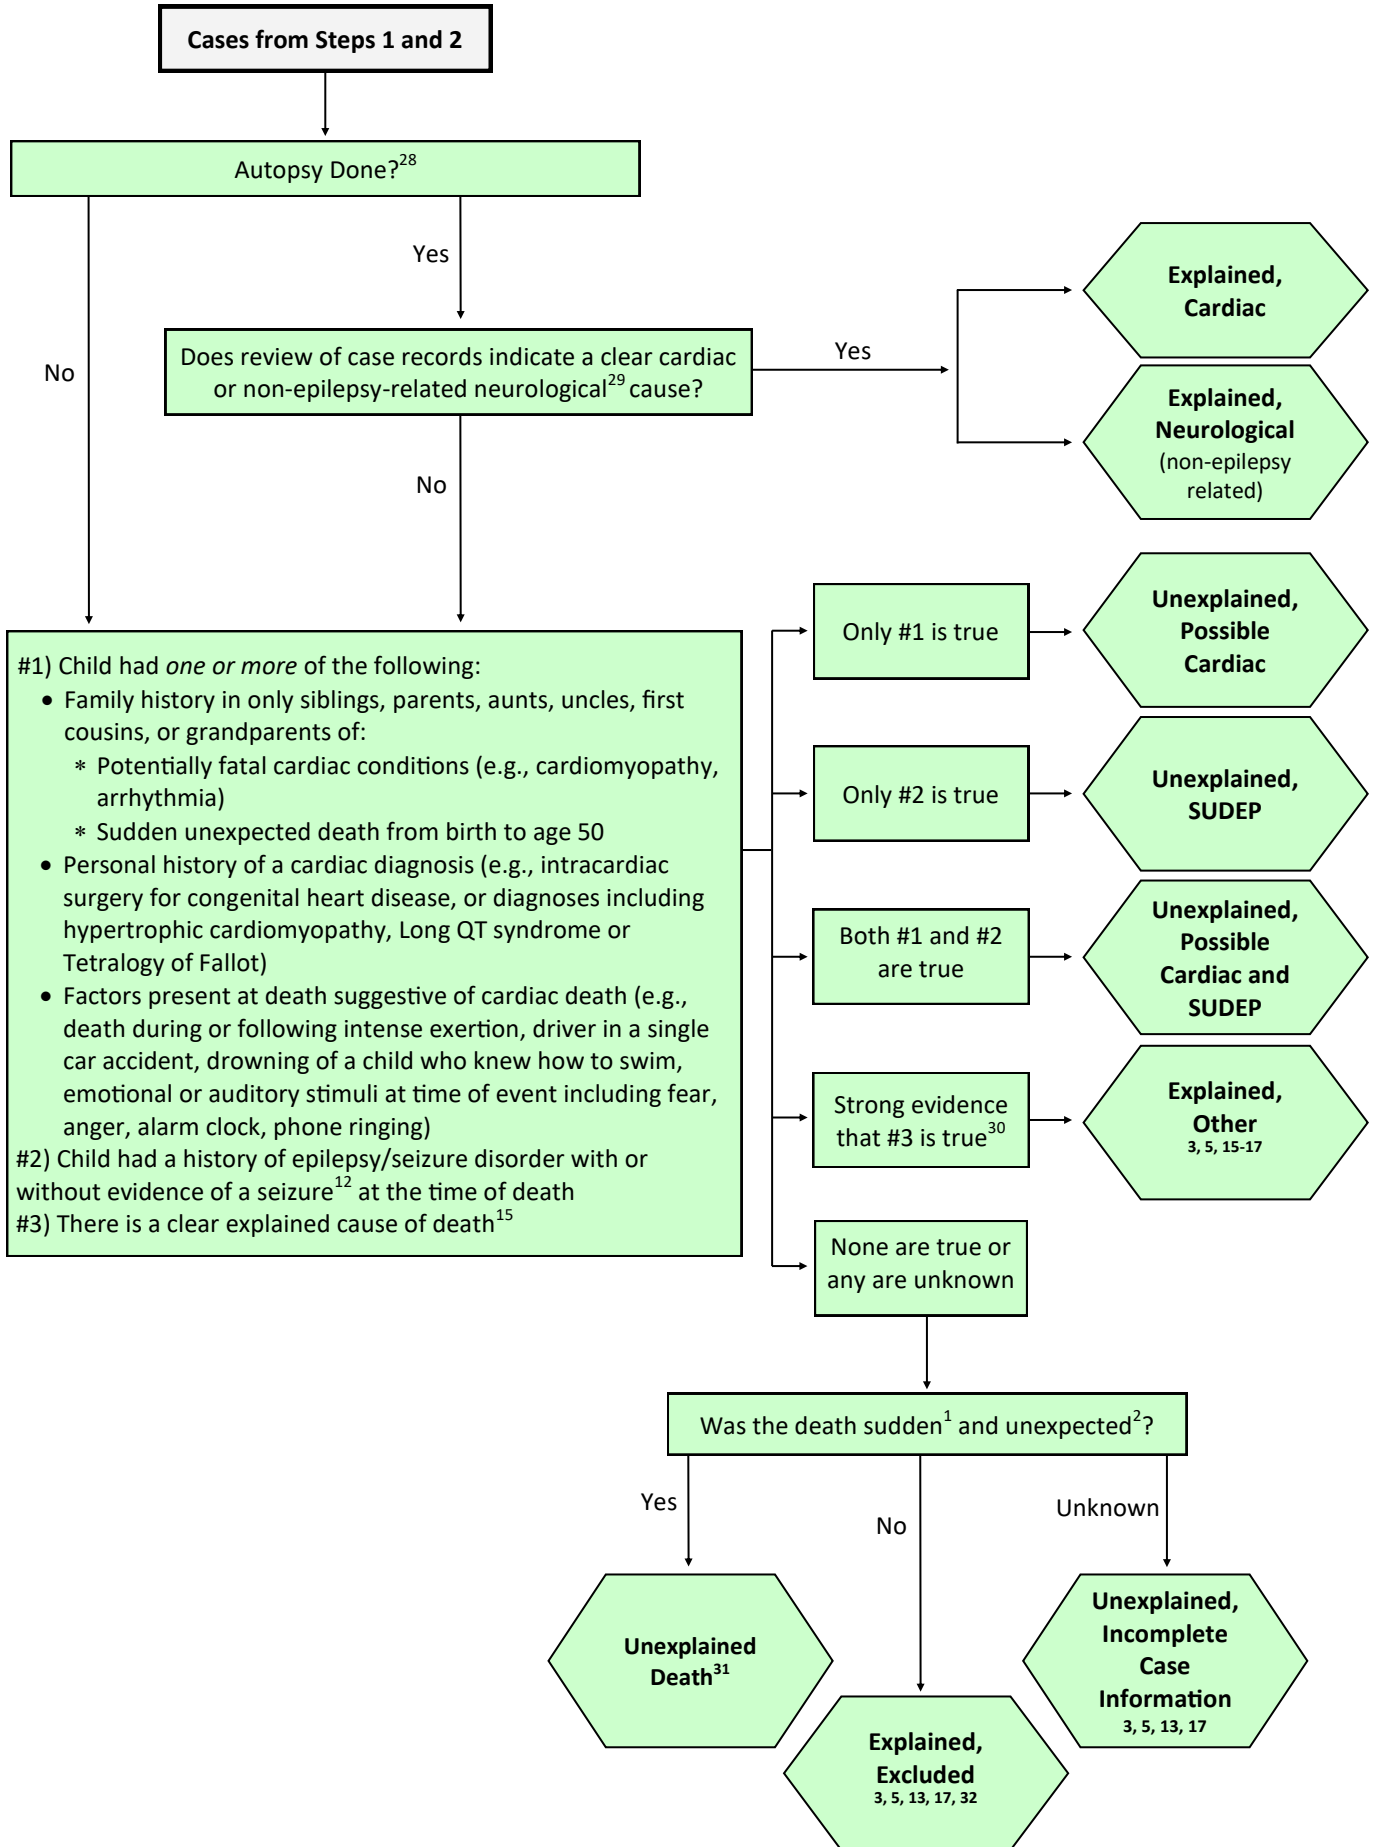 Cases from Steps 1 and 2
Autopsy Done?28
Yes
No
Does review of case records indicate a clear cardiac
or non-epilepsy-related neurological29 cause?
Yes
Explained,
Cardiac
Explained,
Neurological
(non-epilepsy
related)
No
#1) Child had one or more of the following:
• Family history in only siblings, parents, aunts, uncles, first
cousins, or grandparents of:
* Potentially fatal cardiac conditions (e.g., cardiomyopathy,
arrhythmia)
* Sudden unexpected death from birth to age 50
• Personal history of a cardiac diagnosis (e.g., intracardiac
surgery for congenital heart disease, or diagnoses including
hypertrophic cardiomyopathy, Long QT syndrome or
Tetralogy of Fallot)
• Factors present at death suggestive of cardiac death (e.g.,
death during or following intense exertion, driver in a single
car accident, drowning of a child who knew how to swim,
emotional or auditory stimuli at time of event including fear,
anger, alarm clock, phone ringing)
#2) Child had a history of epilepsy/seizure disorder with or
without evidence of a seizure12 at the time of death
#3) There is a clear explained cause of death15
Only #1 is true
Unexplained,
Possible
Cardiac
Only #2 is true
Unexplained,
SUDEP
Both #1 and #2
are true
Unexplained,
Possible
Cardiac and
SUDEP
Strong evidence
that #3 is true30
Explained,
Other
3, 5, 15-17
None are true or
any are unknown
Was the death sudden1 and unexpected2?
Yes
No
Unknown
Unexplained
Death31
Explained,
Excluded
3, 5, 13, 17, 32
Unexplained,
Incomplete
Case
Information
3, 5, 13, 17